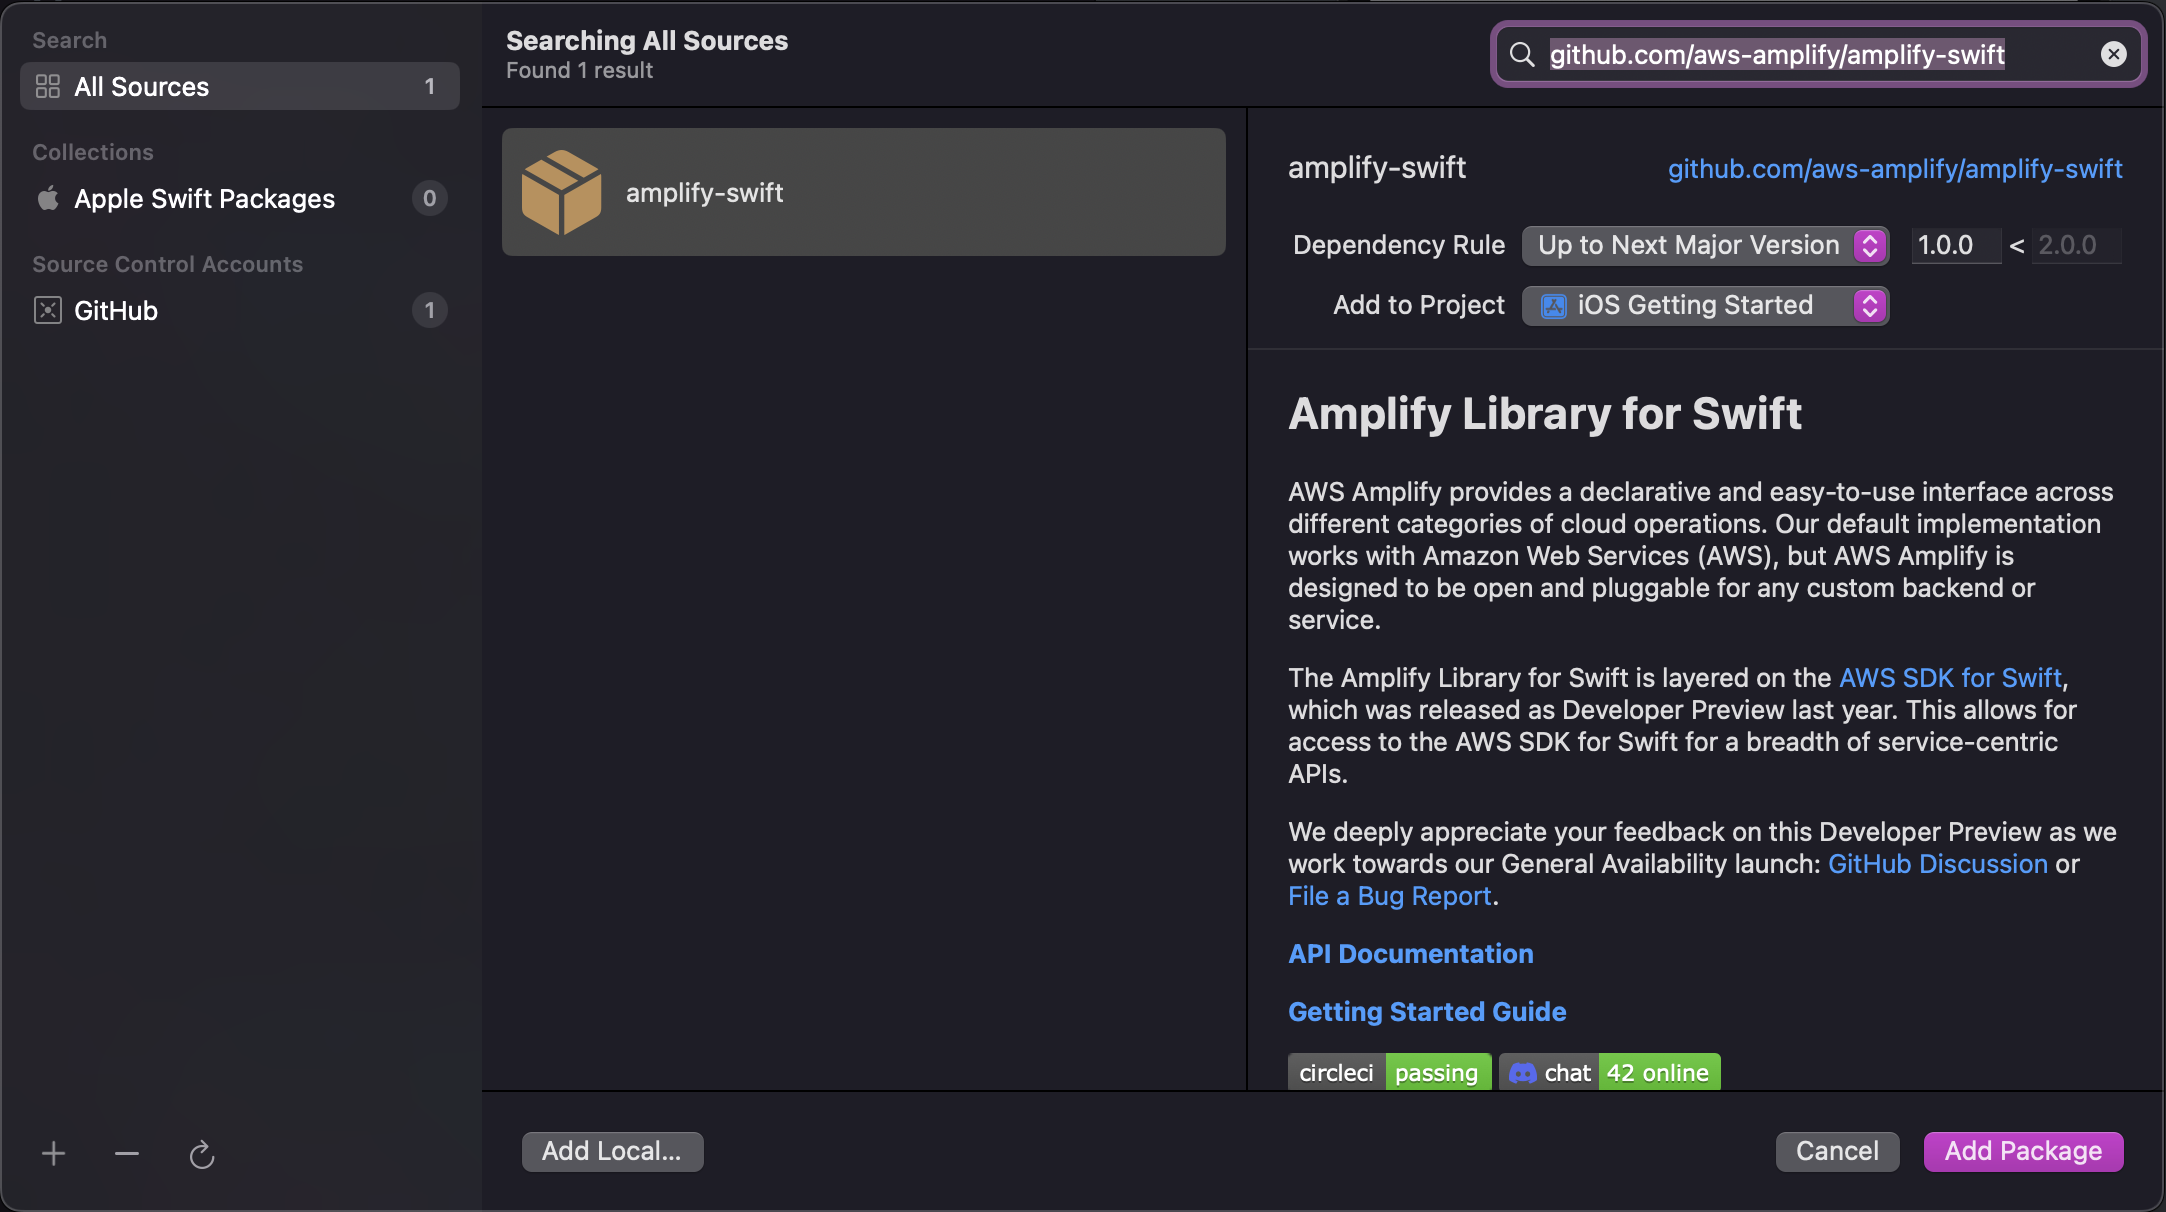 Search
All Sources 1
Collections
Apple Swift Packages 0
Source Control Accounts
GitHub 1
Searching All Sources
Found 1 result
github.com/aws-amplify/amplify-swift
amplify-swift
amplify-swift github.com/aws-amplify/amplify-swift
Dependency Rule Up to Next Major Version 1.0.0 < 2.0.0
Add to Project iOS Getting Started
Amplify Library for Swift
AWS Amplify provides a declarative and easy-to-use interface across
different categories of cloud operations. Our default implementation
works with Amazon Web Services (AWS), but AWS Amplify is
designed to be open and pluggable for any custom backend or
service.
The Amplify Library for Swift is layered on the AWS SDK for Swift,
which was released as Developer Preview last year. This allows for
access to the AWS SDK for Swift for a breadth of service-centric
APIs.
We deeply appreciate your feedback on this Developer Preview as we
work towards our General Availability launch: GitHub Discussion or
File a Bug Report.
API Documentation
Getting Started Guide
circleci passing chat 42 online
Add Local... Cancel Add Package